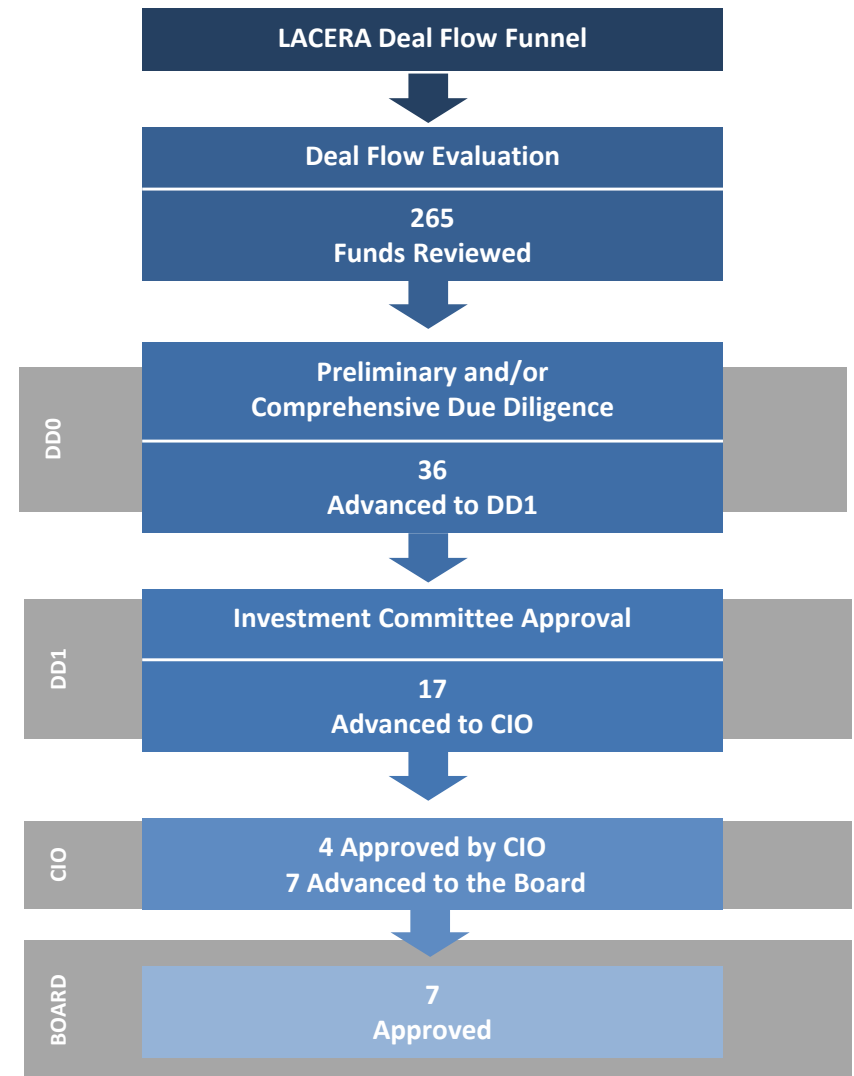 LACERA Deal Flow Funnel
Deal Flow Evaluation
265
Funds Reviewed
DD0
Preliminary and/or
Comprehensive Due Diligence
36
Advanced to DD1
DD1
Investment Committee Approval
17
Advanced to CIO
CIO
4 Approved by CIO
7 Advanced to the Board
BOARD
7
Approved